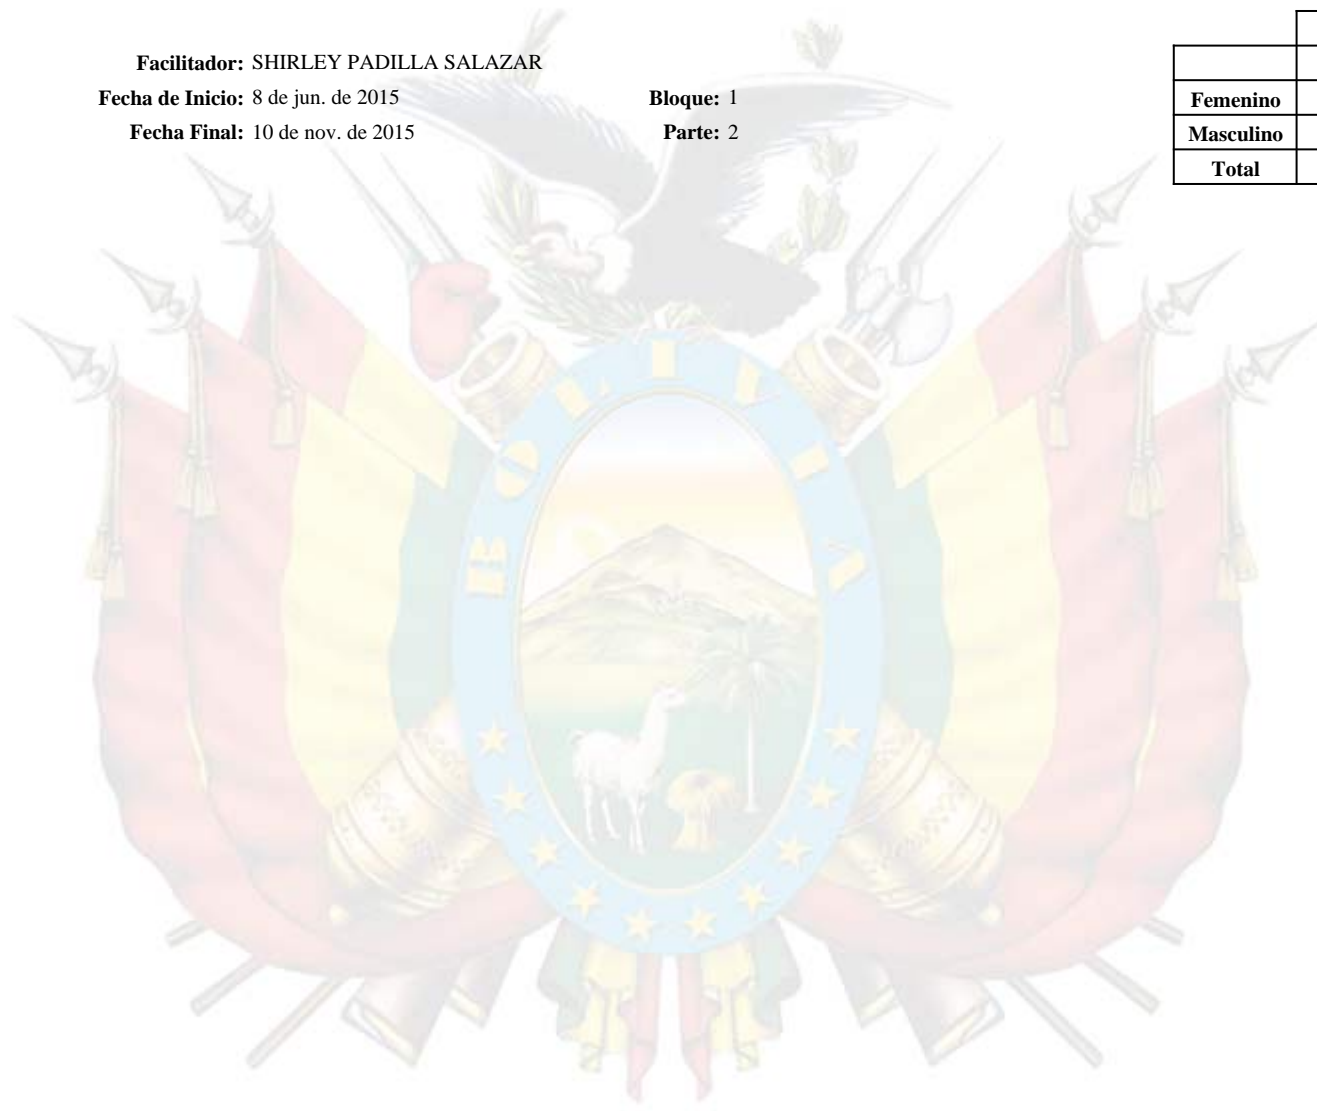 Facilitador: SHIRLEY PADILLA SALAZAR
Fecha de Inicio: 8 de jun. de 2015 Bloque: 1
Fecha Final: 10 de nov. de 2015 Parte: 2
Femenino
Masculino
Total
BOLIVIA